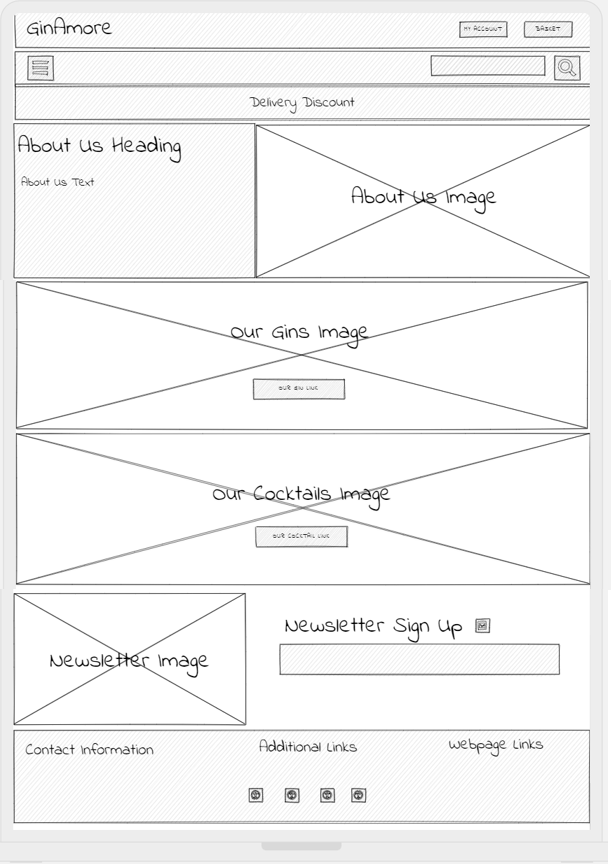 GinAmore
MY ACCOUNT
BASKET
Delivery Discount
About Us Heading
About Us Text
About Us Image
Our Gins Image
OUR GIN LINK
Our Cocktails Image
OUR COCKTAIL LINK
Newsletter Image
Newsletter Sign Up
Contact Information
Additional Links
Webpage Links